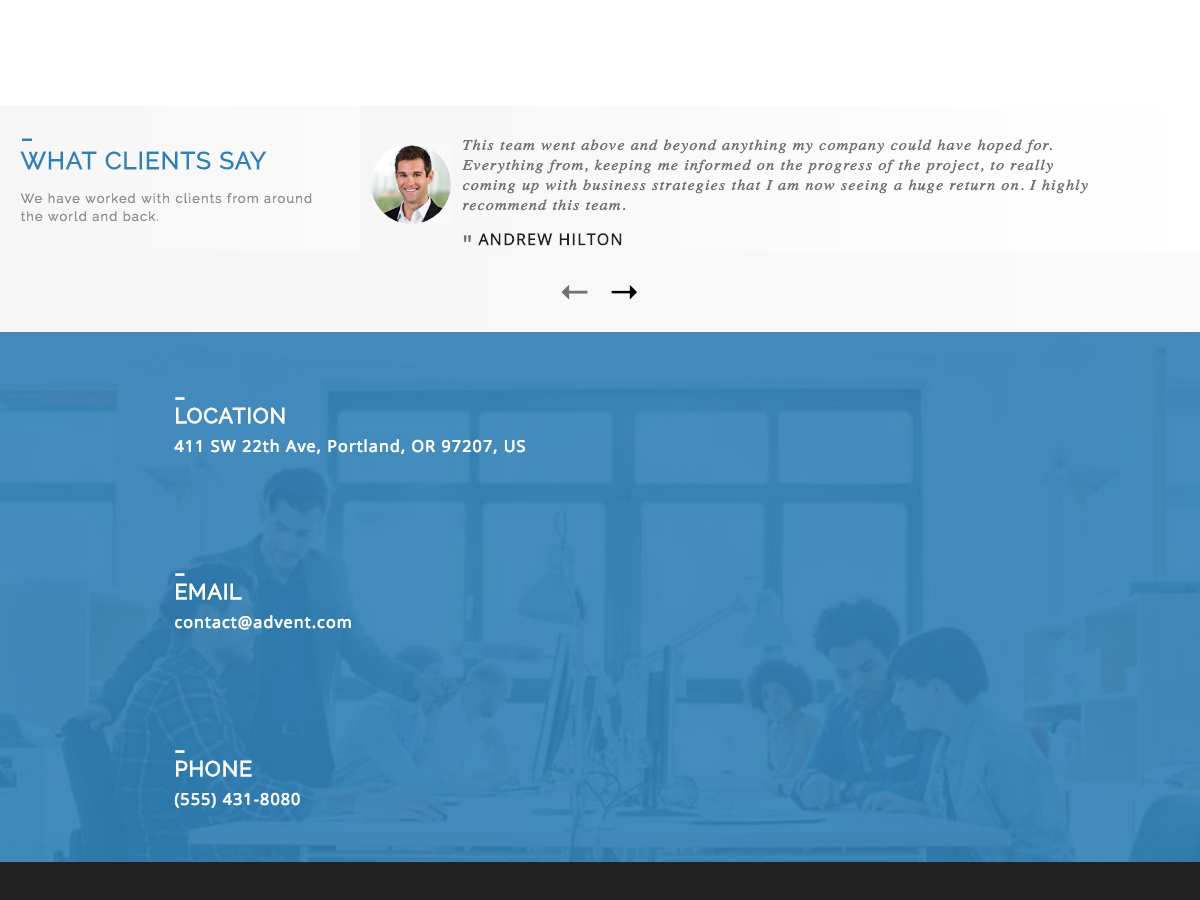 WHAT CLIENTS SAY
We have worked with clients from around
the world and back.
This team went above and beyond anything my company could have hoped for.
Everything from, keeping me informed on the progress of the project, to really
coming up with business strategies that I am now seeing a huge return on. I highly
recommend this team.
" ANDREW HILTON
LOCATION
411 SW 22th Ave, Portland, OR 97207, US
EMAIL
contact@advent.com
PHONE
(555) 431-8080